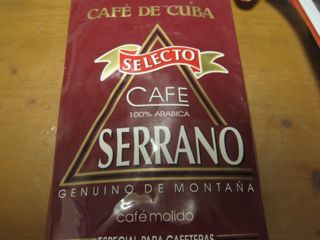 CAFÉ DE CUBA
SELECTO
CAFE
100% ARABICA
SERRANO
GENUINO DE MONTAÑA
café molido
ESPECIAL PARA CAFETERAS